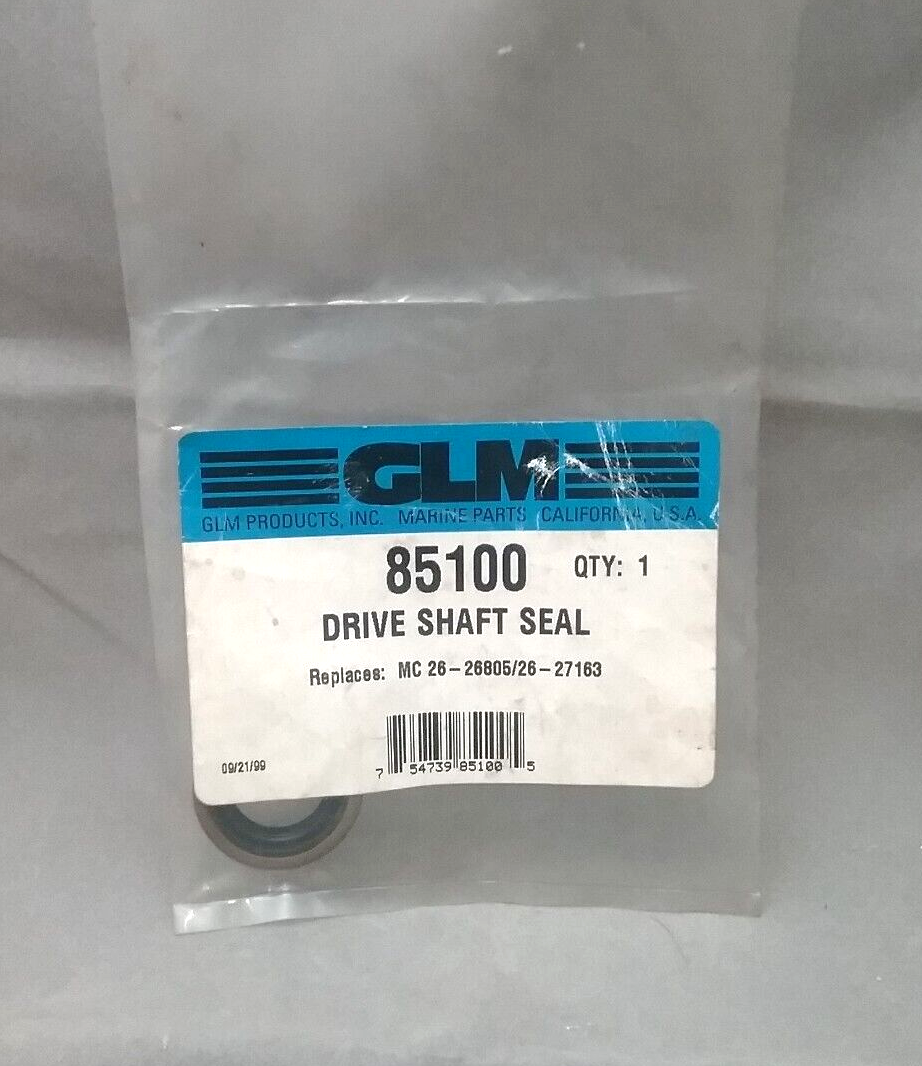 GLM
GLM PRODUCTS, INC. MARINE PARTS CALIFORNIA, U.S.A.
85100 QTY: 1
DRIVE SHAFT SEAL
Replaces: MC 26-26805/26-27163
09/21/99
7 54739 85100 5